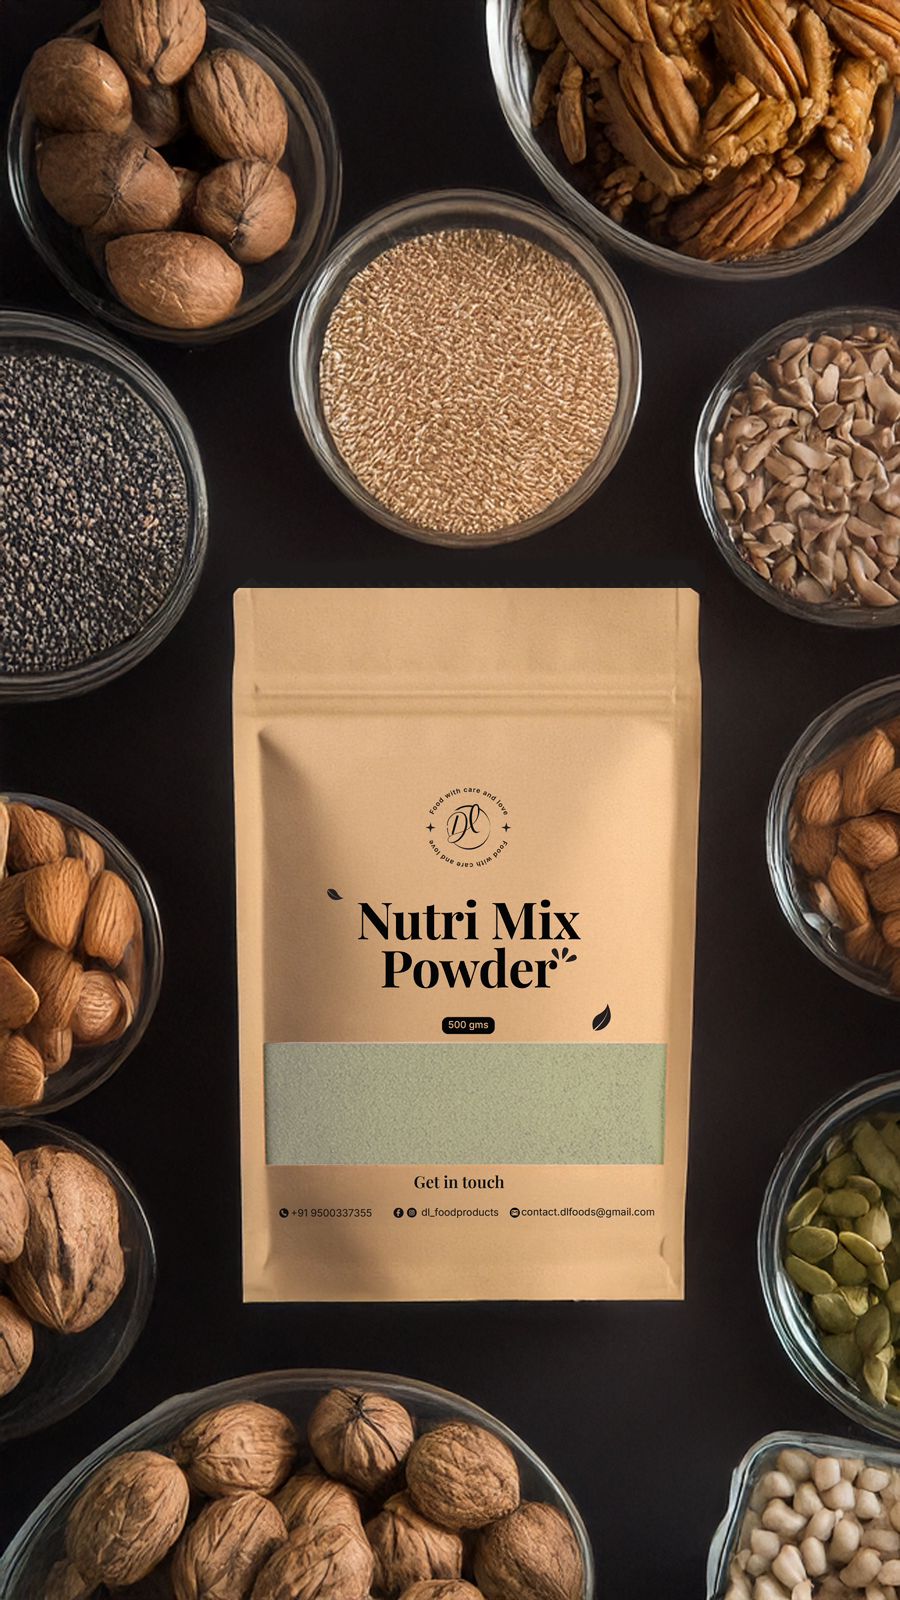 Food with care and love
Dl
Food with care and love
Nutri Mix
Powder
500 gms
Get in touch
+91 9500337355 dl_foodproducts contact.dlfoods@gmail.com